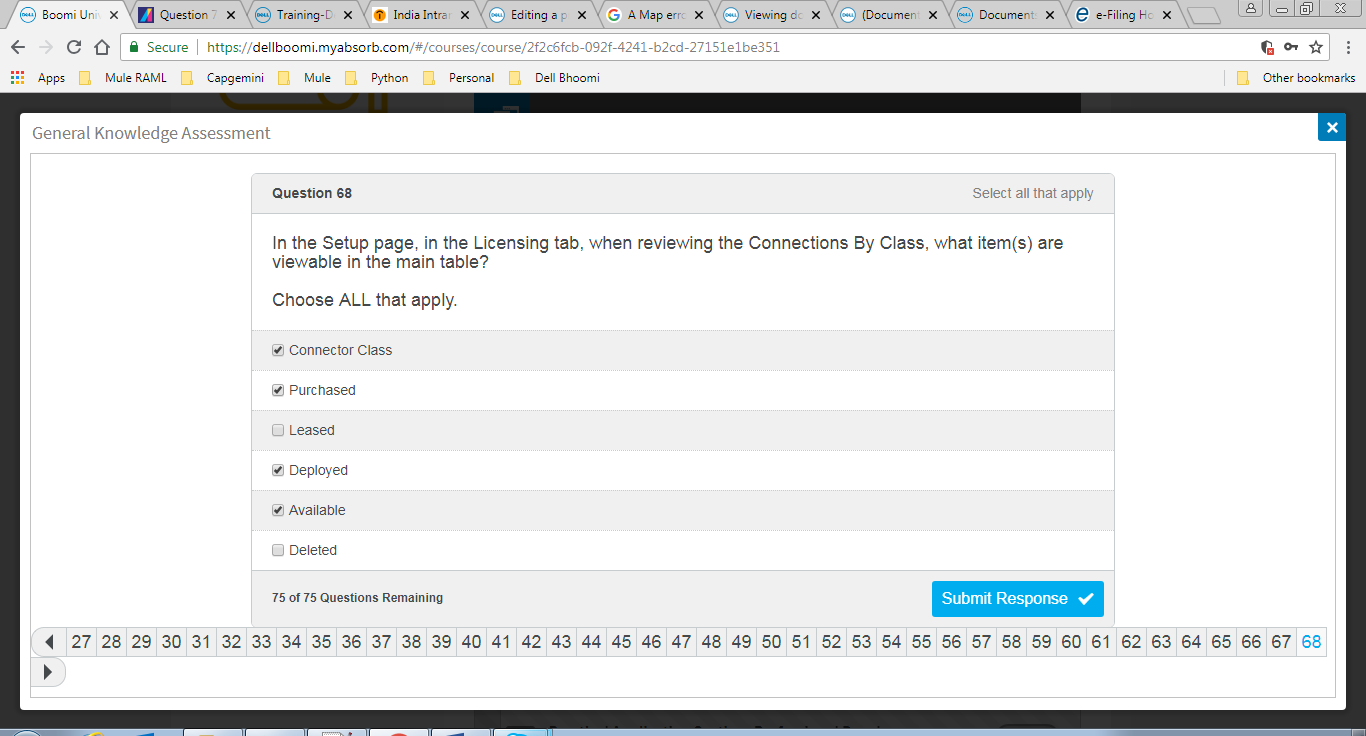 Boomi Uni
Question 7
Training-D
India Intra
Editing a p
A Map erro
Viewing do
(Document
Document
e-Filing Ho
Secure
https://dellboomi.myabsorb.com/#/courses/course/2f2c6fcb-092f-4241-b2cd-27151e1be351
Apps Mule RAML Capgemini Mule Python Personal Dell Bhoomi Other bookmarks
General Knowledge Assessment
Question 68 Select all that apply
In the Setup page, in the Licensing tab, when reviewing the Connections By Class, what item(s) are
viewable in the main table?
Choose ALL that apply.
Connector Class
Purchased
Leased
Deployed
Available
Deleted
75 of 75 Questions Remaining Submit Response
27 28 29 30 31 32 33 34 35 36 37 38 39 40 41 42 43 44 45 46 47 48 49 50 51 52 53 54 55 56 57 58 59 60 61 62 63 64 65 66 67 68